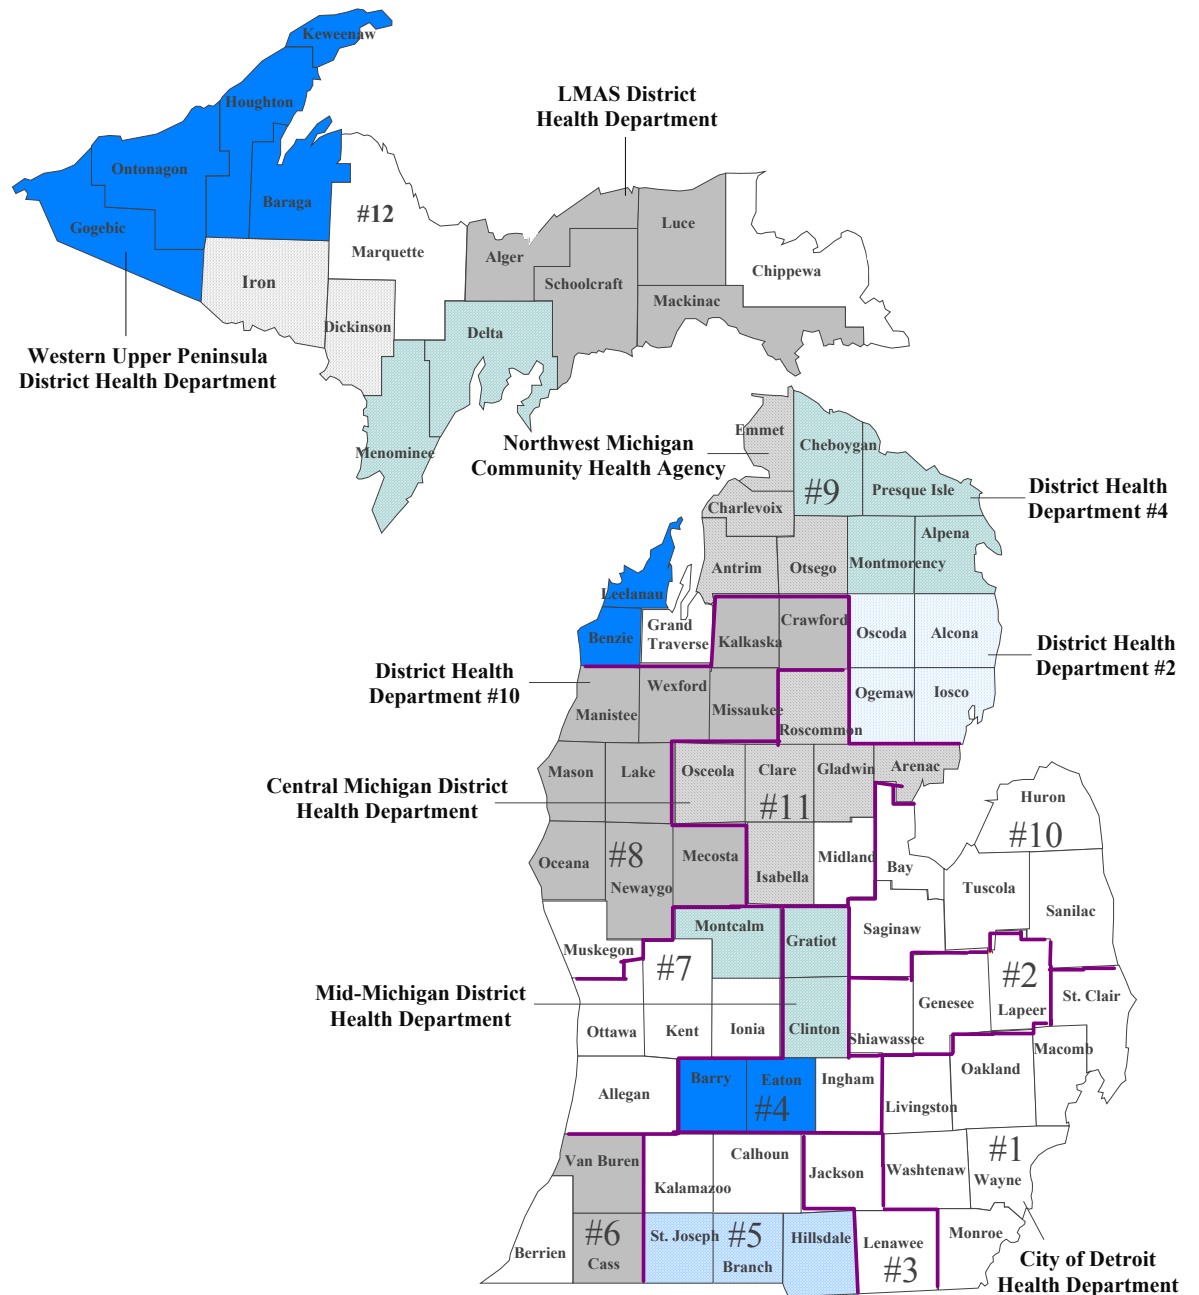 Keweenaw
Houghton
LMAS District
Health Department
Ontonagon
Baraga
#12
Gogebic
Marquette
Luce
Alger
Chippewa
Iron
Schoolcraft
Mackinac
Dickinson
Delta
Western Upper Peninsula
District Health Department
Menominee
Northwest Michigan
Community Health Agency
Emmet
Cheboygan
#9
Presque Isle
District Health
Department #4
Charlevoix
Alpena
Antrim
Otsego
Montmorency
Leelanau
Benzie
Grand
Traverse
Kalkaska
Crawford
Oscoda
Alcona
District Health
Department #2
District Health
Department #10
Wexford
Manistee
Missaukee
Roscommon
Ogemaw
Iosco
Mason
Lake
Osceola
Clare
Gladwin
Arenac
Central Michigan District
Health Department
#11
Huron
#10
Oceana
#8
Newaygo
Mecosta
Isabella
Midland
Bay
Tuscola
Sanilac
Muskegon
Montcalm
Gratiot
Saginaw
#7
#2
Mid-Michigan District
Health Department
Ottawa
Kent
Ionia
Clinton
Shiawassee
Genesee
Lapeer
St. Clair
Macomb
Allegan
Barry
Eaton
#4
Ingham
Livingston
Oakland
Van Buren
Kalamazoo
Calhoun
Jackson
Washtenaw
#1
Wayne
Berrien
#6
Cass
St. Joseph
#5
Branch
Hillsdale
Lenawee
#3
Monroe
City of Detroit
Health Department